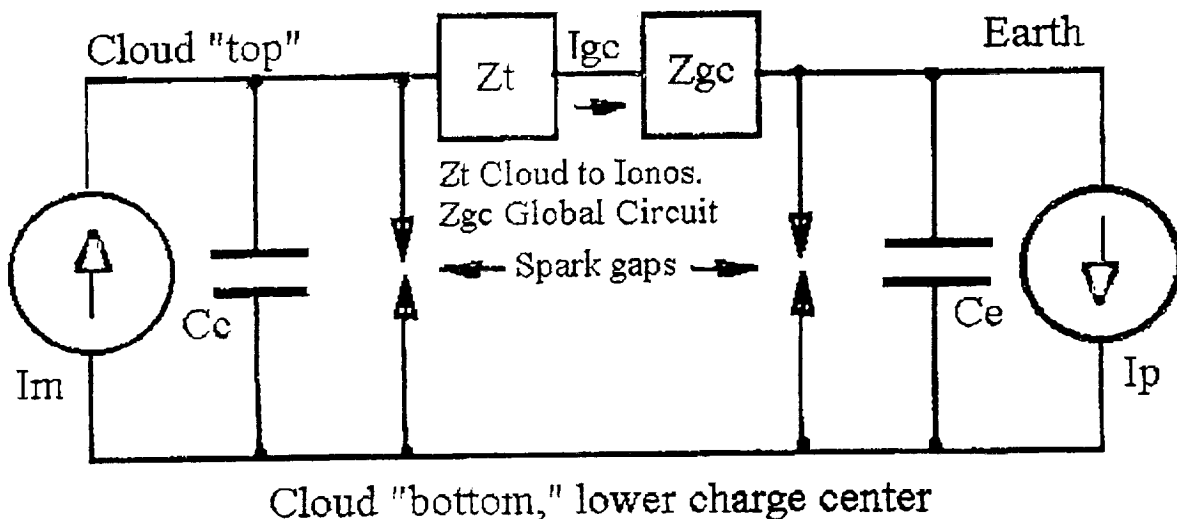 Cloud "top"
Zt
Igc
Zgc
Earth
Zt Cloud to Ionos.
Zgc Global Circuit
Spark gaps
Cc
Ce
Im
Ip
Cloud "bottom," lower charge center